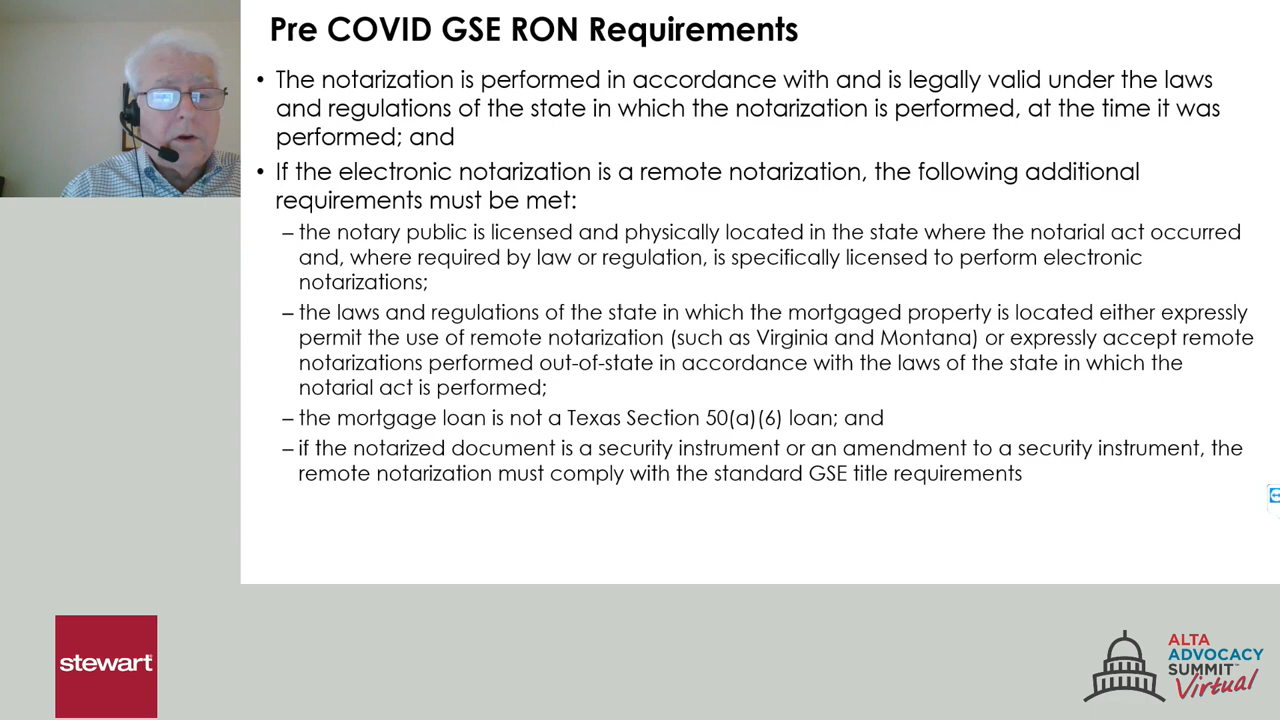 Pre COVID GSE RON Requirements
• The notarization is performed in accordance with and is legally valid under the laws
and regulations of the state in which the notarization is performed, at the time it was
performed; and
• If the electronic notarization is a remote notarization, the following additional
requirements must be met:
– the notary public is licensed and physically located in the state where the notarial act occurred
and, where required by law or regulation, is specifically licensed to perform electronic
notarizations;
– the laws and regulations of the state in which the mortgaged property is located either expressly
permit the use of remote notarization (such as Virginia and Montana) or expressly accept remote
notarizations performed out-of-state in accordance with the laws of the state in which the
notarial act is performed;
– the mortgage loan is not a Texas Section 50(a)(6) loan; and
– if the notarized document is a security instrument or an amendment to a security instrument, the
remote notarization must comply with the standard GSE title requirements
stewart
ALTA
ADVOCACY
SUMMIT™
Virtual